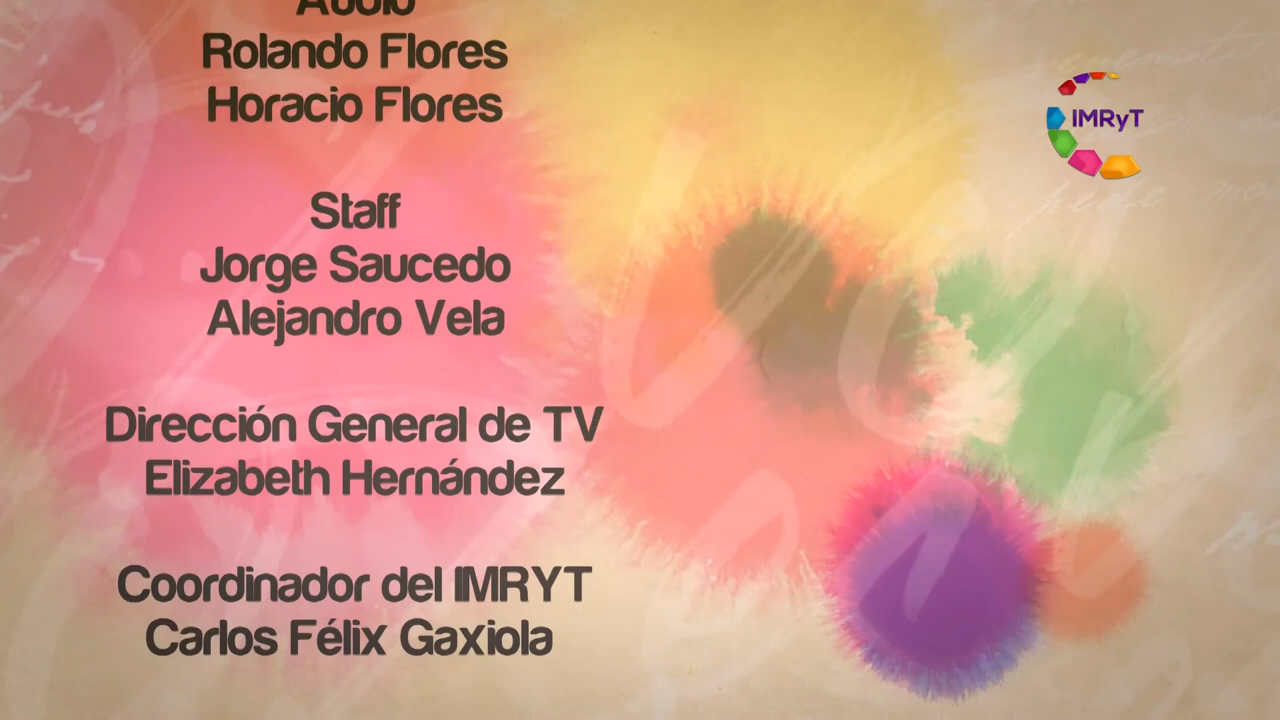 Audio
Rolando Flores
Horacio Flores
IMRyT
Staff
Jorge Saucedo
Alejandro Vela
Dirección General de TV
Elizabeth Hernández
Coordinador del IMRYT
Carlos Félix Gaxiola